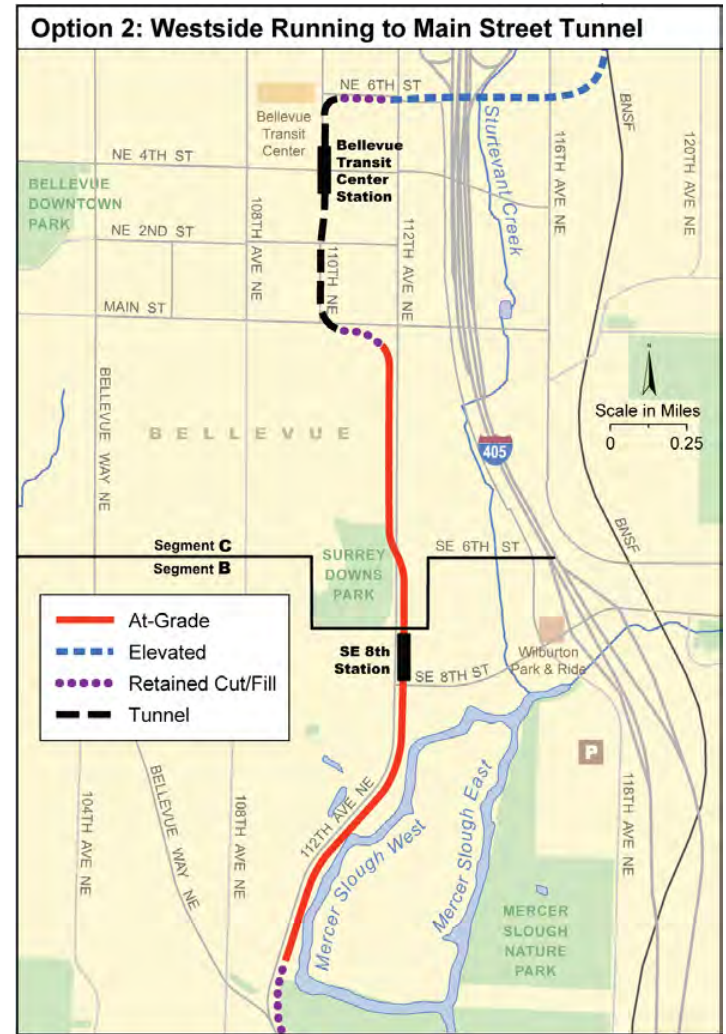 Option 2: Westside Running to Main Street Tunnel
NE 6TH ST
BNSF
Bellevue
Transit
Center
Bellevue
Transit
Center
Station
Sturtevant Creek
116TH AVE NE
120TH AVE NE
NE 4TH ST
BELLEVUE
DOWNTOWN
PARK
108TH AVE NE
110TH NE
112TH AVE NE
NE 2ND ST
MAIN ST
BELLEVUE WAY NE
N
Scale in Miles
0 0.25
BELLEVUE
405
BNSF
Segment C
Segment B
SURREY
DOWNS
PARK
SE 6TH ST
At-Grade
Elevated
Retained Cut/Fill
Tunnel
SE 8th
Station
SE 8TH ST
Wilburton
Park & Ride
P
104TH AVE NE
BELLEVUE WAY NE
108TH AVE NE
112TH AVE NE
Mercer Slough West
Mercer Slough East
118TH AVE NE
MERCER
SLOUGH
NATURE
PARK